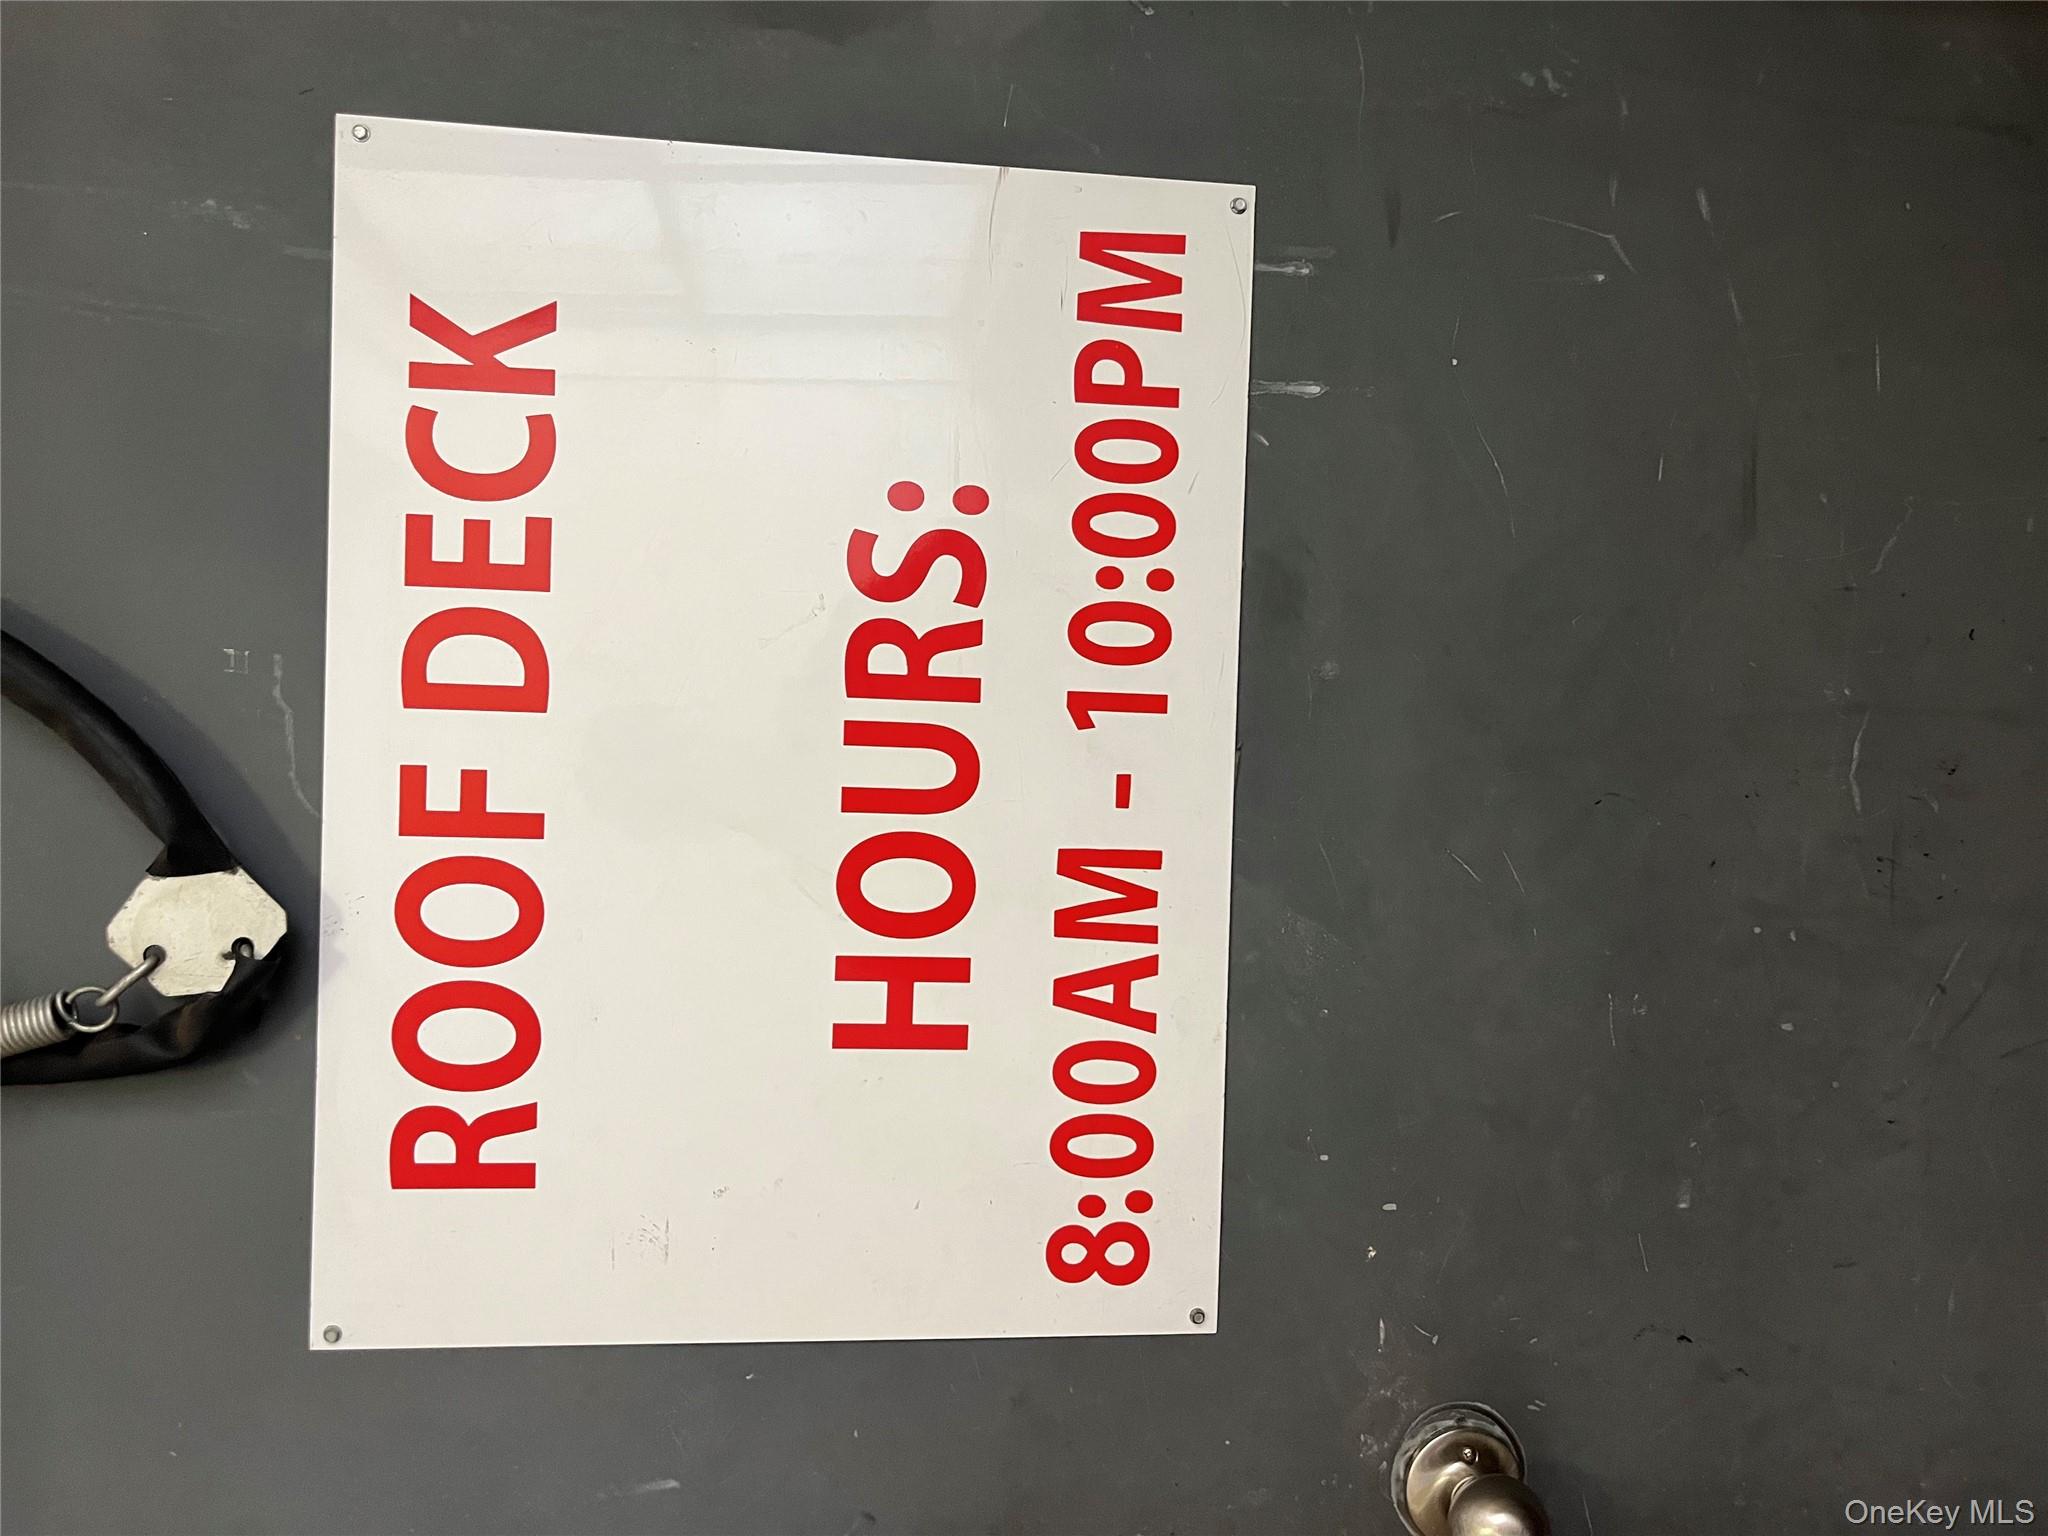 ROOF DECK
HOURS:
8:00AM - 10:00PM
OneKey MLS